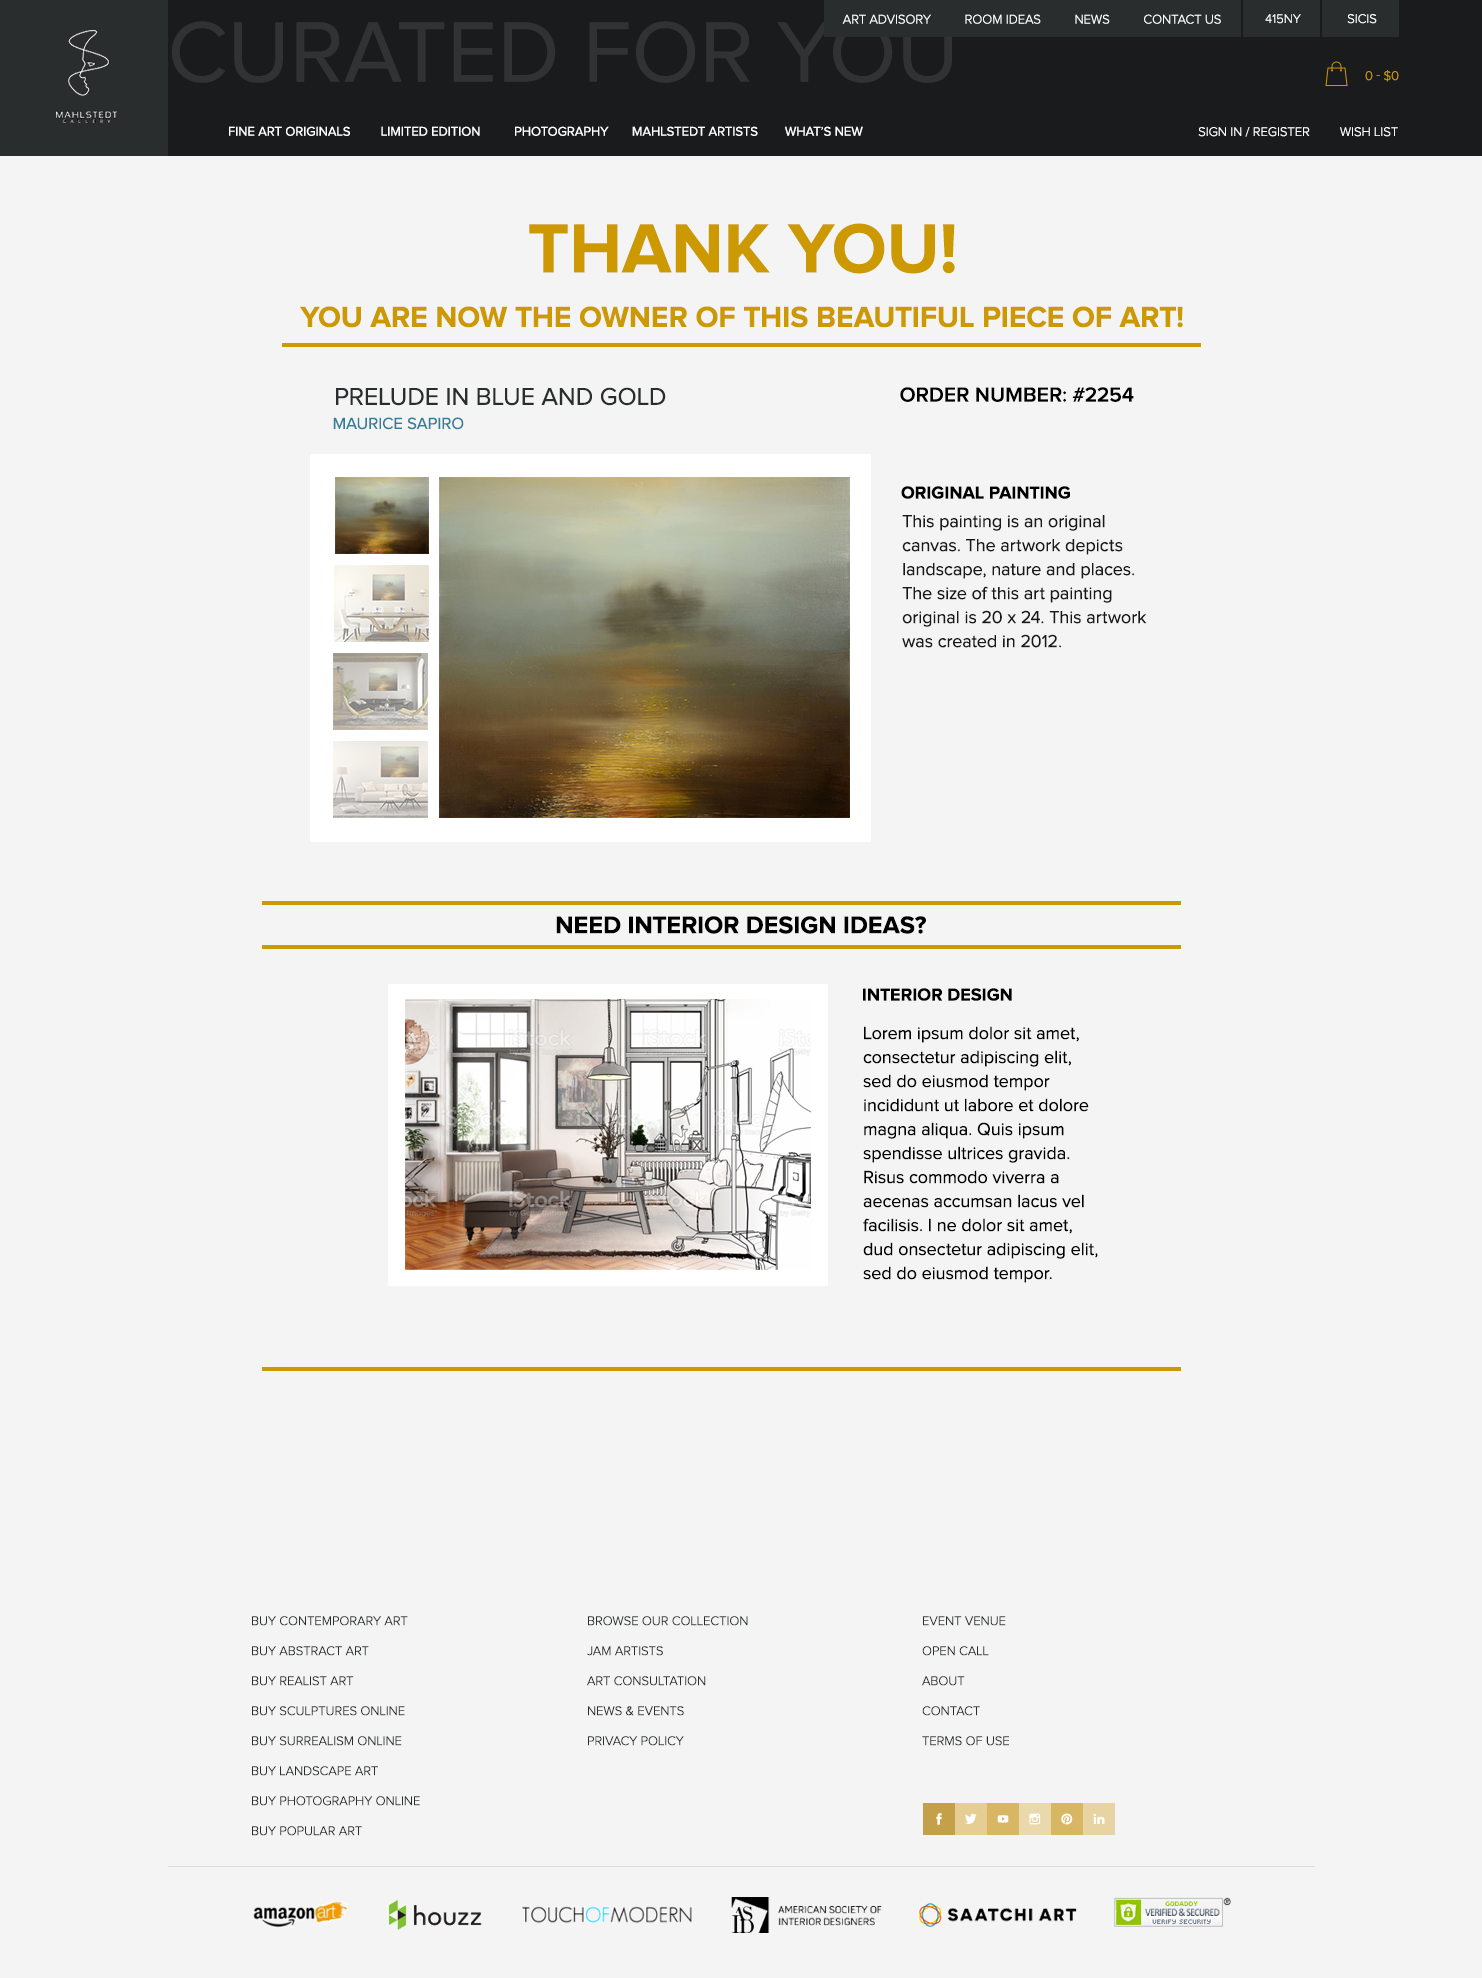 CURATED FOR YOU
ART ADVISORY
ROOM IDEAS
NEWS
CONTACT US
415NY
SICIS
0 - $0
MAHLSTEDT
GALLERY
FINE ART ORIGINALS
LIMITED EDITION
PHOTOGRAPHY
MAHLSTEDT ARTISTS
WHAT'S NEW
SIGN IN / REGISTER
WISH LIST
THANK YOU!
YOU ARE NOW THE OWNER OF THIS BEAUTIFUL PIECE OF ART!
PRELUDE IN BLUE AND GOLD
MAURICE SAPIRO
ORDER NUMBER: #2254
ORIGINAL PAINTING
This painting is an original
canvas. The artwork depicts
landscape, nature and places.
The size of this art painting
original is 20 x 24. This artwork
was created in 2012.
NEED INTERIOR DESIGN IDEAS?
iStock
iStock
iStock
INTERIOR DESIGN
Lorem ipsum dolor sit amet,
consectetur adipiscing elit,
sed do eiusmod tempor
incididunt ut labore et dolore
magna aliqua. Quis ipsum
spendisse ultrices gravida.
Risus commodo viverra a
aecenas accumsan lacus vel
facilisis. I ne dolor sit amet,
dud onsectetur adipiscing elit,
sed do eiusmod tempor.
BUY CONTEMPORARY ART
BUY ABSTRACT ART
BUY REALIST ART
BUY SCULPTURES ONLINE
BUY SURREALISM ONLINE
BUY LANDSCAPE ART
BUY PHOTOGRAPHY ONLINE
BUY POPULAR ART
BROWSE OUR COLLECTION
JAM ARTISTS
ART CONSULTATION
NEWS & EVENTS
PRIVACY POLICY
EVENT VENUE
OPEN CALL
ABOUT
CONTACT
TERMS OF USE
f
in
amazonart
houzz
TOUCHOFMODERN
ASID
AMERICAN SOCIETY OF
INTERIOR DESIGNERS
SAATCHI ART
GODADDY
VERIFIED & SECURED
VERIFY SECURITY
®